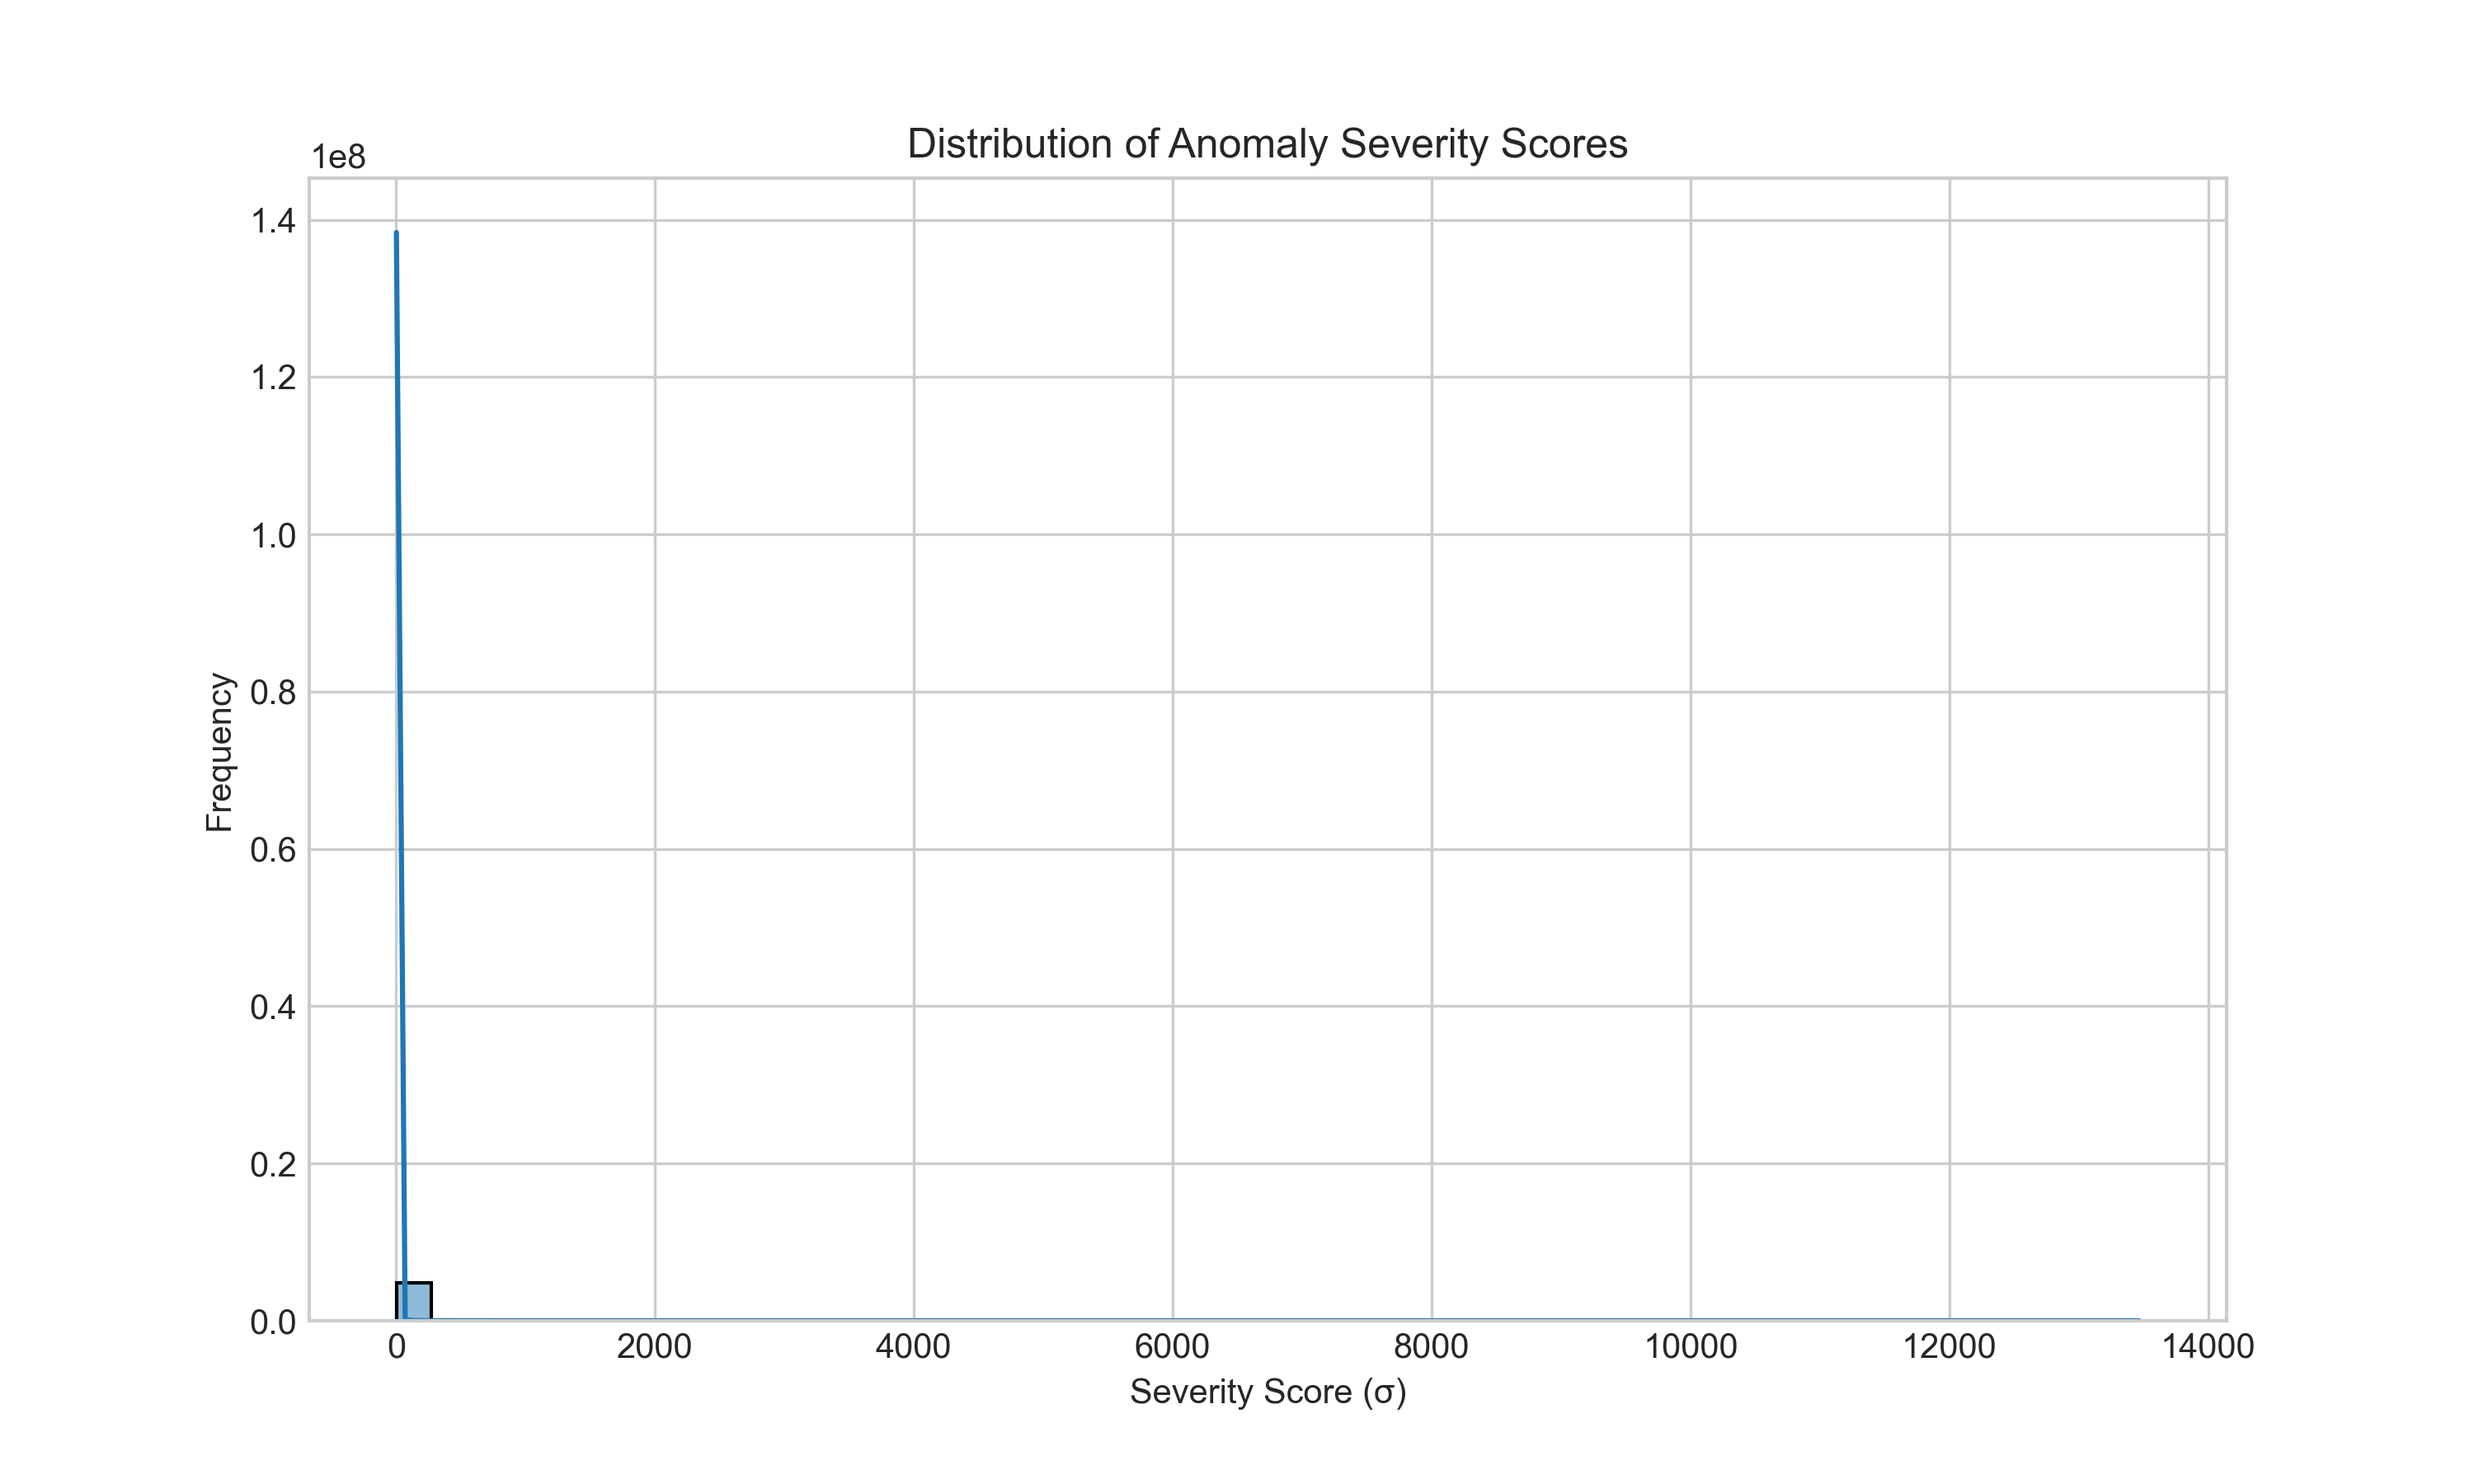 Distribution of Anomaly Severity Scores
1e8
1.4
1.2
1.0
0.8
0.6
0.4
0.2
0.0
Frequency
0 2000 4000 6000 8000 10000 12000 14000
Severity Score (σ)